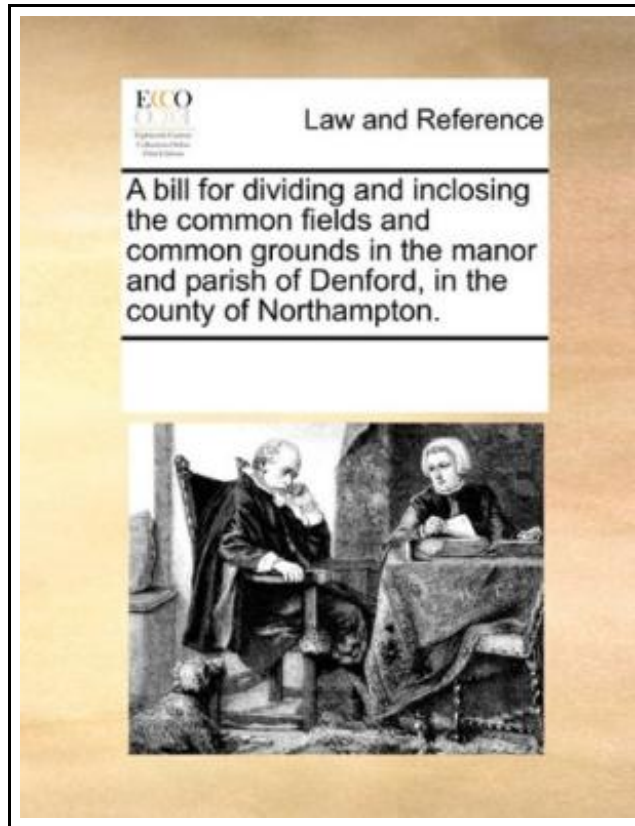 ECCO
Law and Reference
A bill for dividing and inclosing
the common fields and
common grounds in the manor
and parish of Denford, in the
county of Northampton.